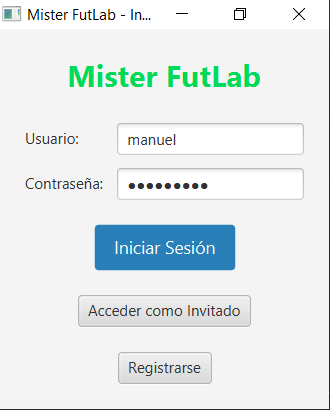 Mister FutLab - In...
Mister FutLab
Usuario: manuel
Contraseña: ●●●●●●●●●
Iniciar Sesión
Acceder como Invitado
Registrarse